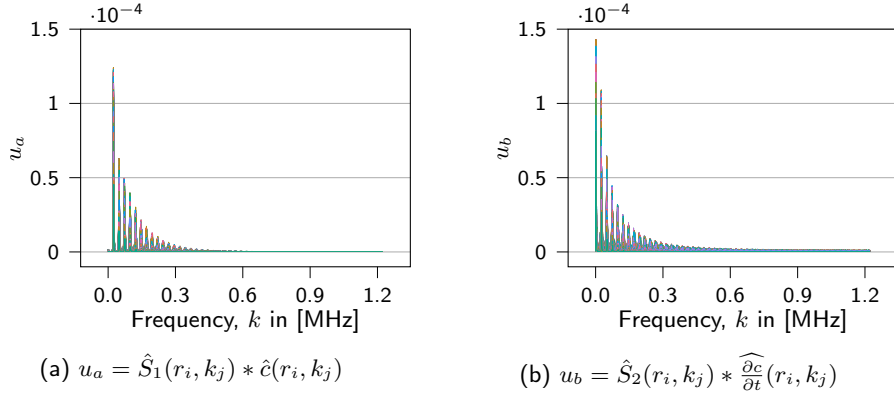 ·10⁻⁴
1.5
1
0.5
0
u_a
0.0 0.3 0.6 0.9 1.2
Frequency, k in [MHz]
(a) u_a = Ŝ_1(r_i, k_j) ∗ ĉ(r_i, k_j)
·10⁻⁴
1.5
1
0.5
0
u_b
0.0 0.3 0.6 0.9 1.2
Frequency, k in [MHz]
(b) u_b = Ŝ_2(r_i, k_j) ∗ \widehat{\frac{∂c}{∂t}}(r_i, k_j)